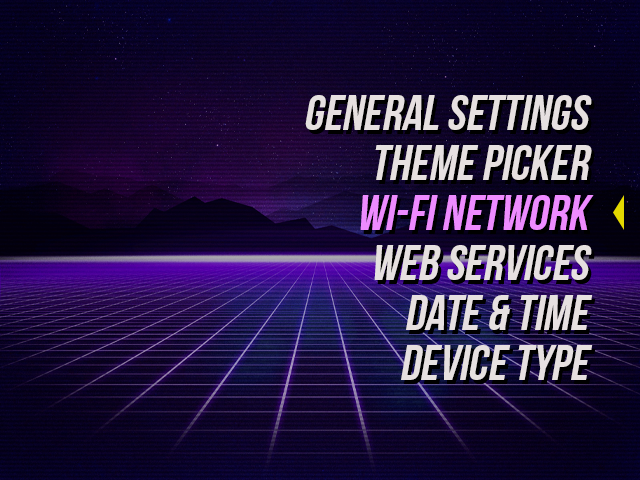 GENERAL SETTINGS
THEME PICKER
WI-FI NETWORK
WEB SERVICES
DATE & TIME
DEVICE TYPE